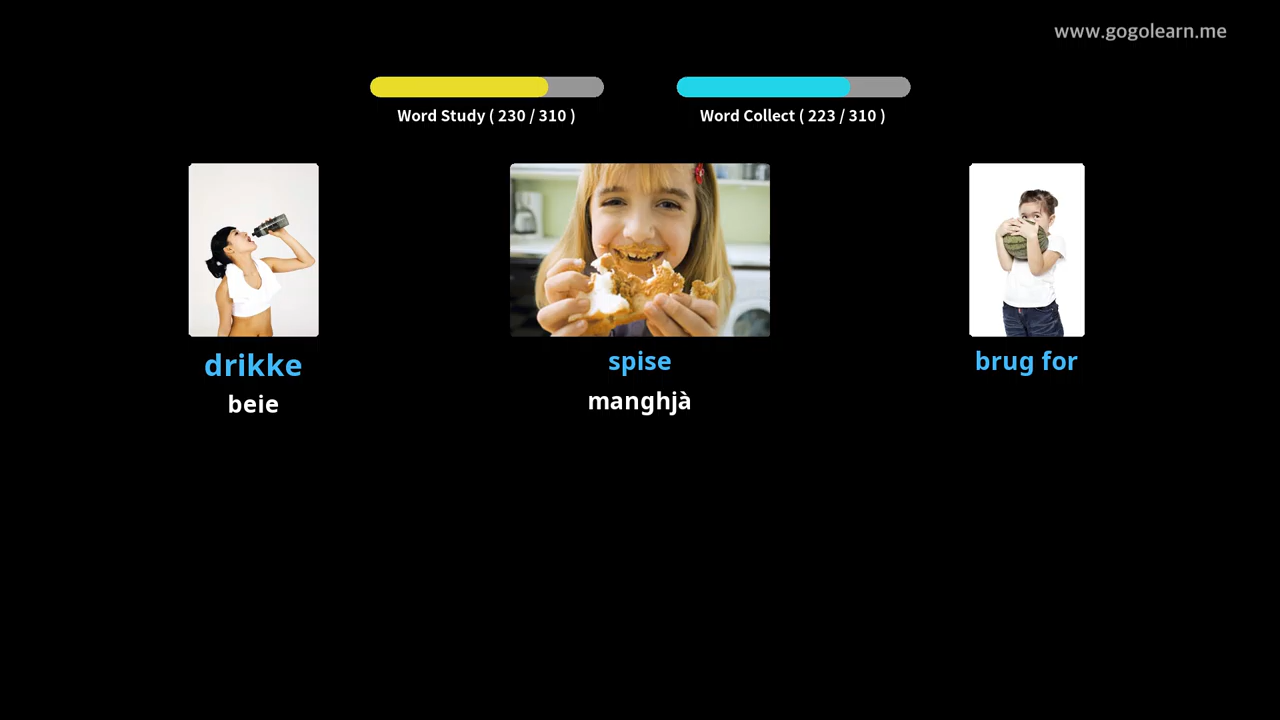 www.gogolearn.me
Word Study ( 230 / 310 )
Word Collect ( 223 / 310 )
drikke
spise
brug for
beie
manghjà